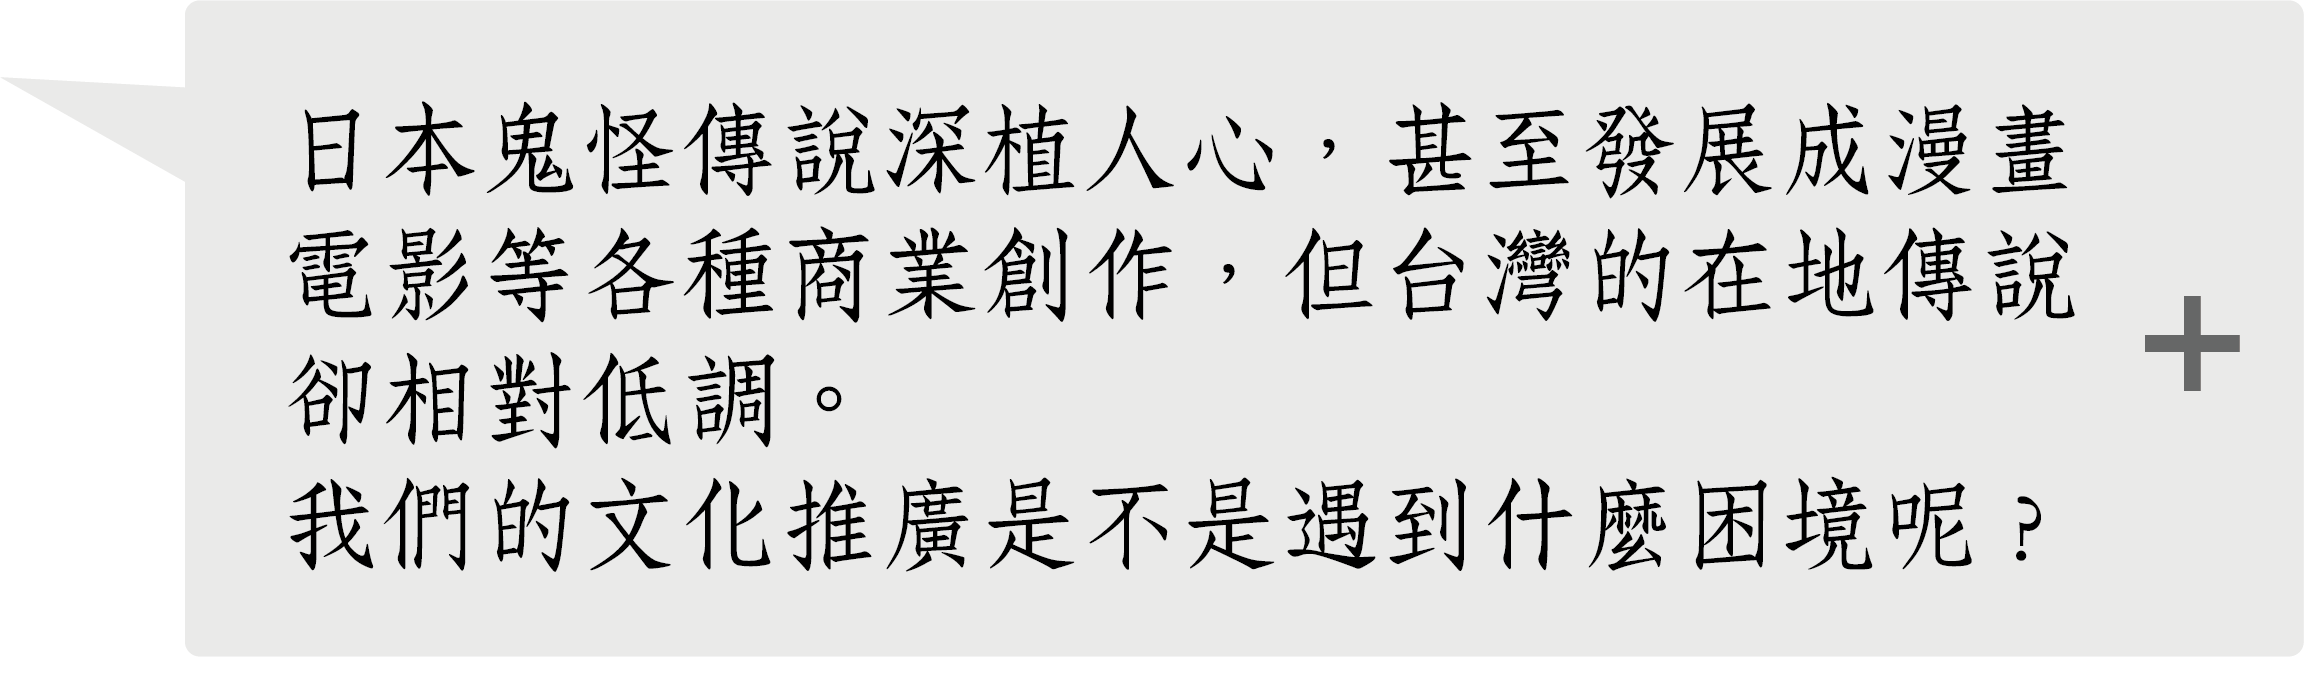 日本鬼怪傳說深植人心，甚至發展成漫畫
電影等各種商業創作，但台灣的在地傳說
卻相對低調。
我們的文化推廣是不是遇到什麼困境呢？